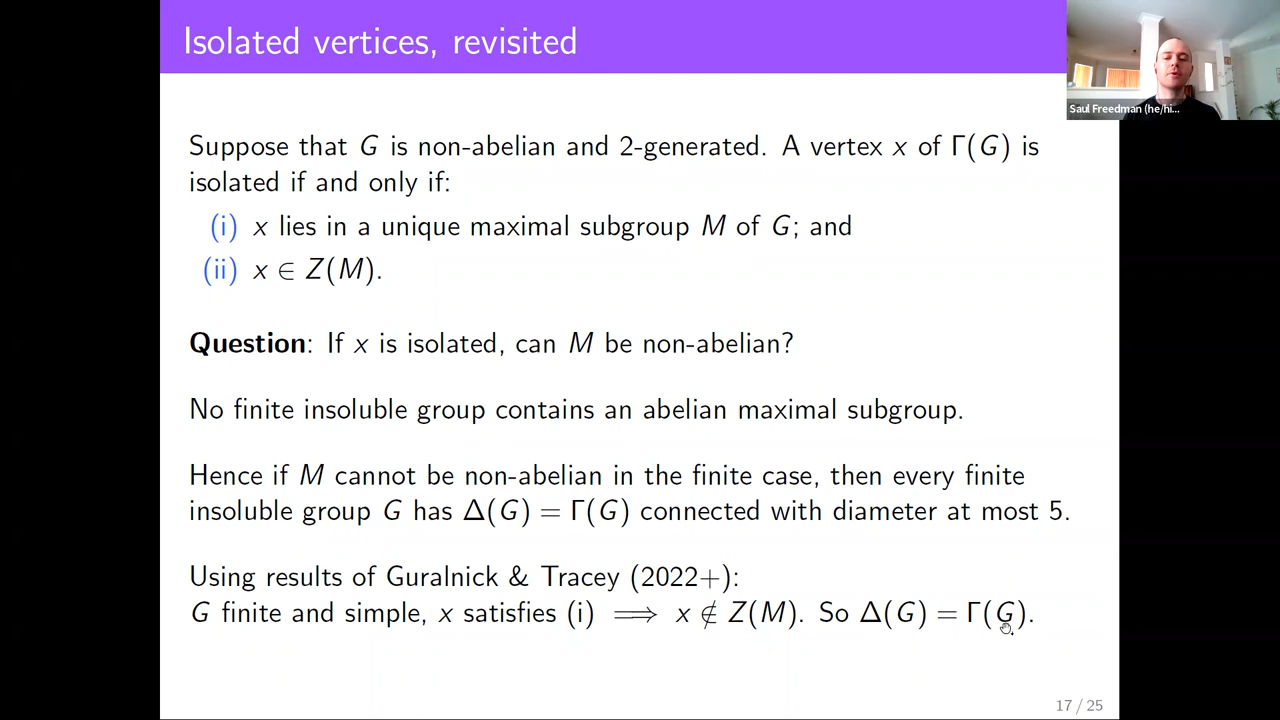 Isolated vertices, revisited
Saul Freedman (he/hi...
Suppose that G is non-abelian and 2-generated. A vertex x of Γ(G) is
isolated if and only if:
(i) x lies in a unique maximal subgroup M of G; and
(ii) x ∈ Z(M).
Question: If x is isolated, can M be non-abelian?
No finite insoluble group contains an abelian maximal subgroup.
Hence if M cannot be non-abelian in the finite case, then every finite
insoluble group G has Δ(G) = Γ(G) connected with diameter at most 5.
Using results of Guralnick & Tracey (2022+):
G finite and simple, x satisfies (i) ⟹ x ∉ Z(M). So Δ(G) = Γ(G).
17 / 25